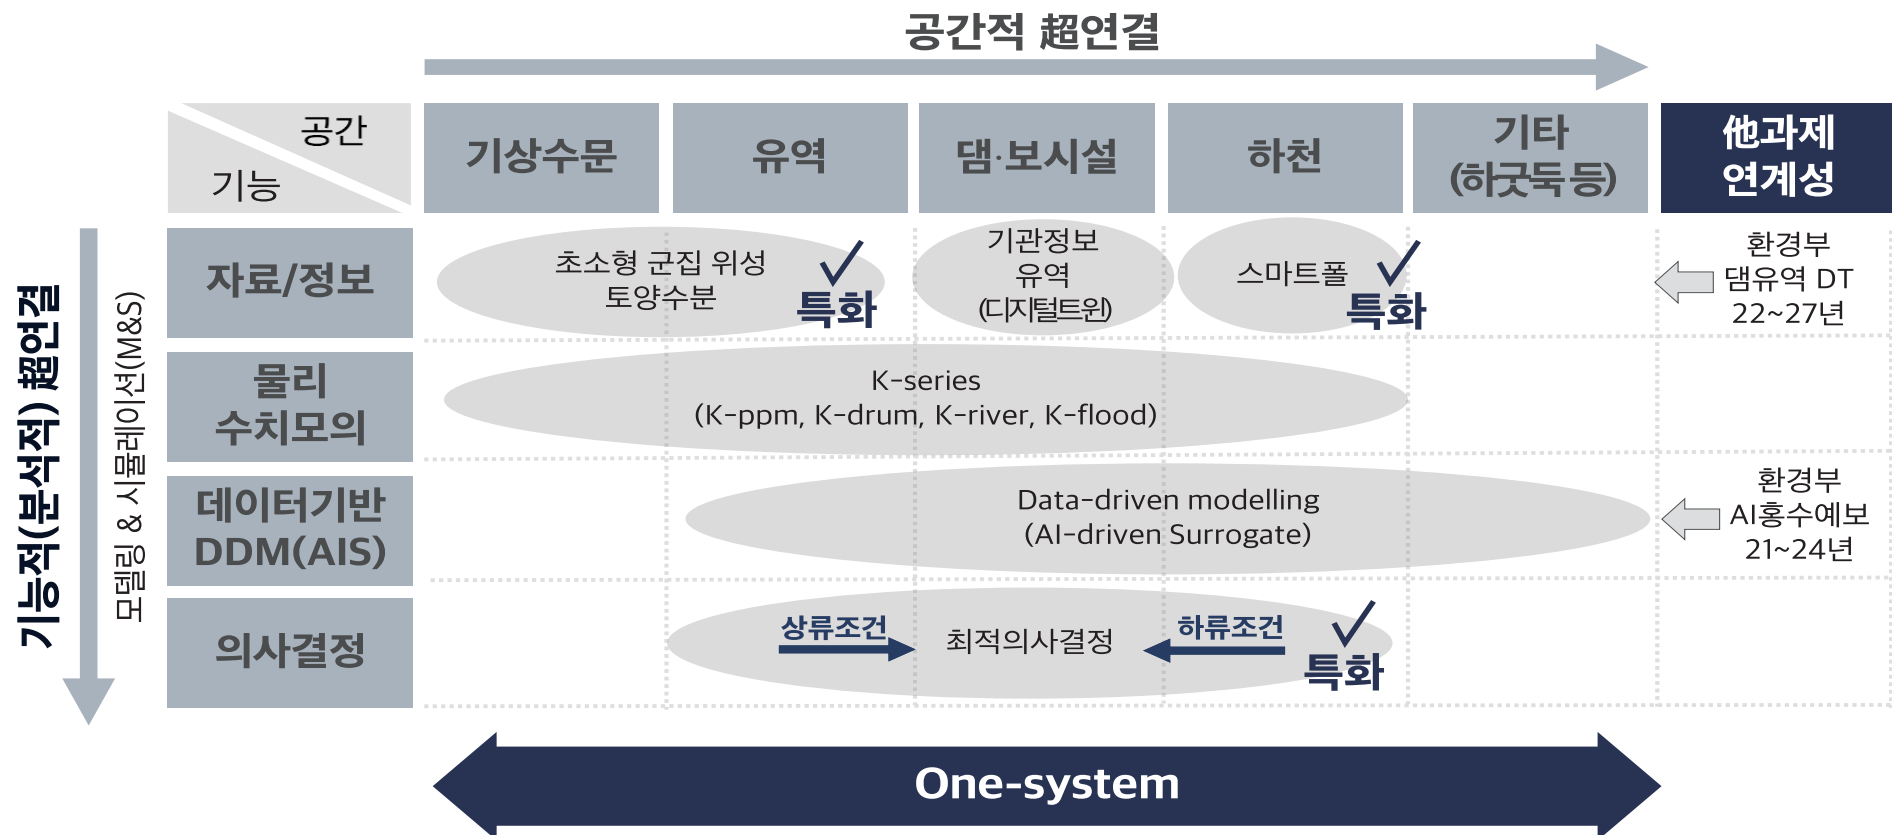 공간적 超연결
공간
기능
기상수문
유역
댐·보시설
하천
기타
(하굿둑 등)
他과제
연계성
기능적(분석적) 超연결
모델링 & 시뮬레이션(M&S)
자료/정보
초소형 군집 위성
토양수분
특화
기관정보
유역
(디지털트윈)
스마트폴
특화
환경부
댐유역 DT
22~27년
물리
수치모의
K-series
(K-ppm, K-drum, K-river, K-flood)
데이터기반
DDM(AIS)
Data-driven modelling
(AI-driven Surrogate)
환경부
AI홍수예보
21~24년
의사결정
상류조건
최적의사결정
하류조건
특화
One-system